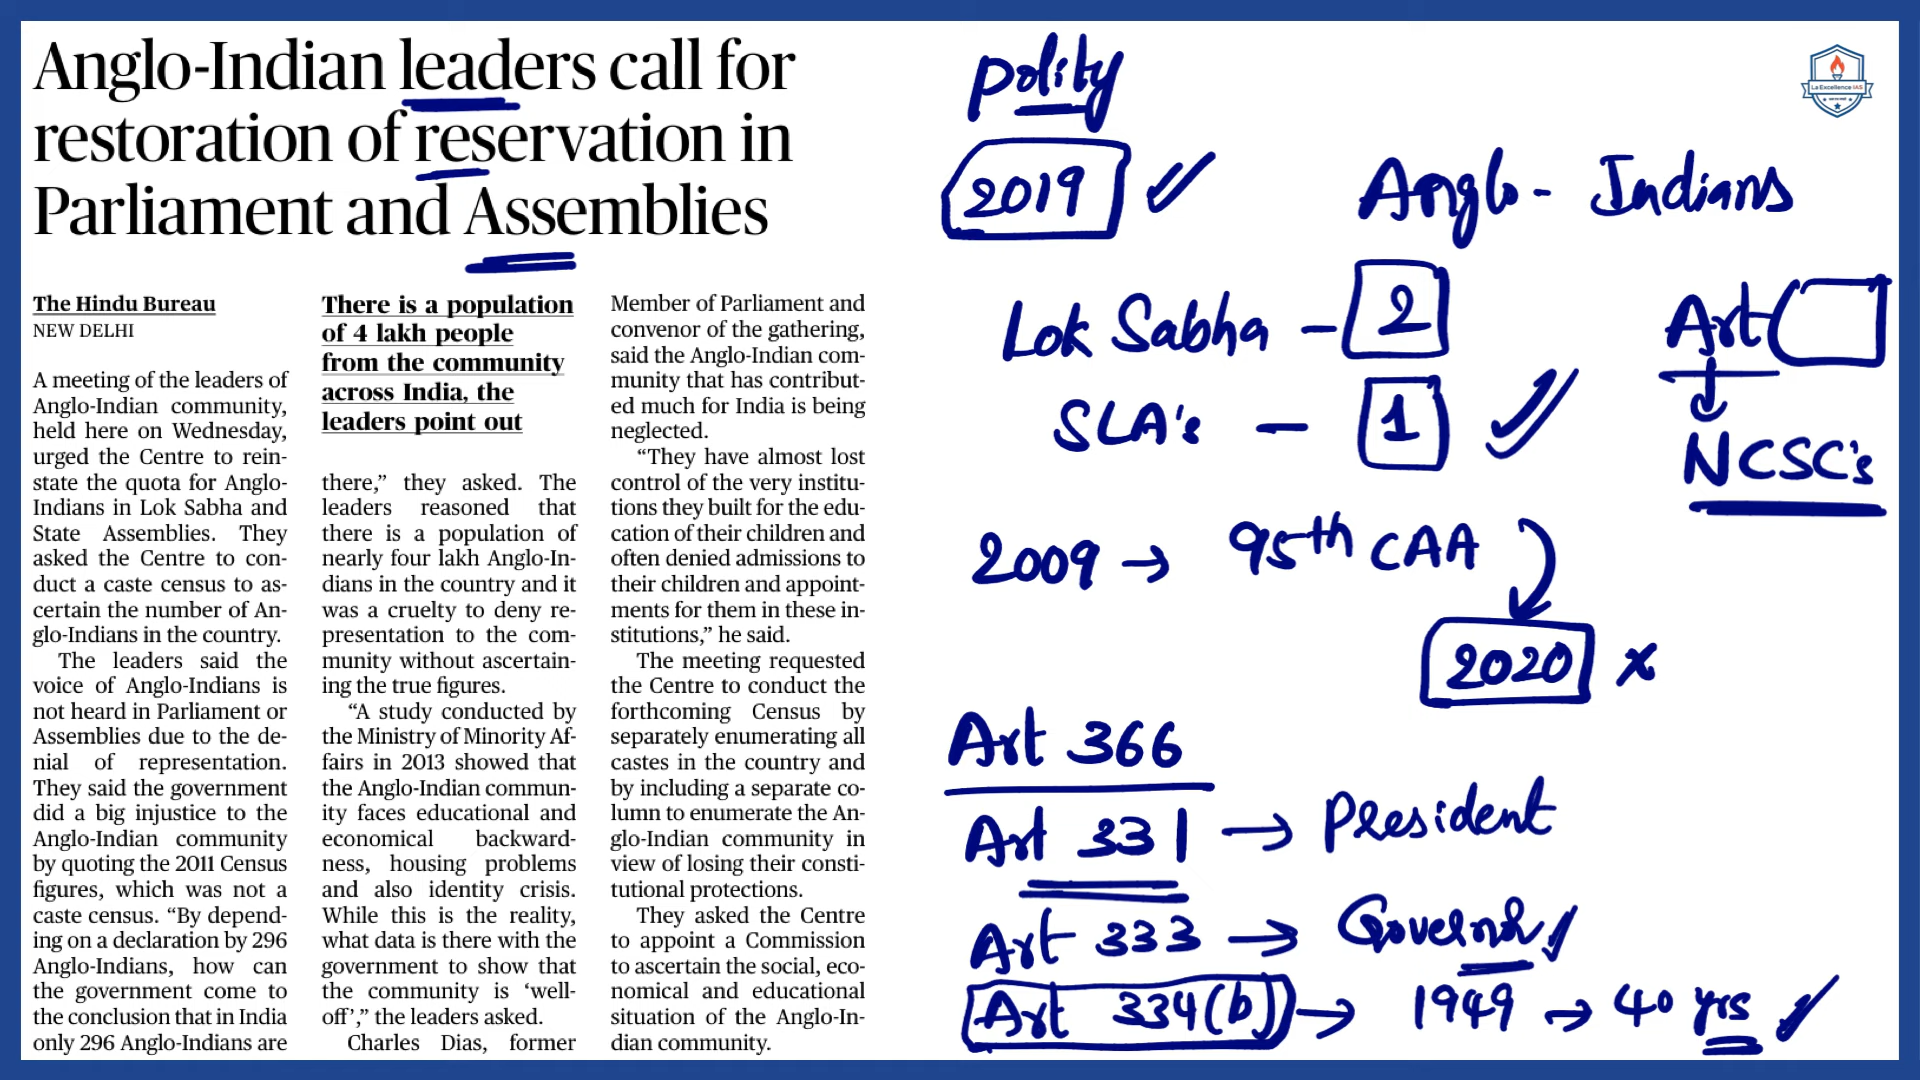 Anglo-Indian leaders call for
restoration of reservation in
Parliament and Assemblies
The Hindu Bureau
NEW DELHI
A meeting of the leaders of
Anglo-Indian community,
held here on Wednesday,
urged the Centre to rein-
state the quota for Anglo-
Indians in Lok Sabha and
State Assemblies. They
asked the Centre to con-
duct a caste census to as-
certain the number of An-
glo-Indians in the country.
The leaders said the
voice of Anglo-Indians is
not heard in Parliament or
Assemblies due to the de-
nial of representation.
They said the government
did a big injustice to the
Anglo-Indian community
by quoting the 2011 Census
figures, which was not a
caste census. “By depend-
ing on a declaration by 296
Anglo-Indians, how can
the government come to
the conclusion that in India
only 296 Anglo-Indians are
There is a population
of 4 lakh people
from the community
across India, the
leaders point out
there,” they asked. The
leaders reasoned that
there is a population of
nearly four lakh Anglo-In-
dians in the country and it
was a cruelty to deny re-
presentation to the com-
munity without ascertain-
ing the true figures.
“A study conducted by
the Ministry of Minority Af-
fairs in 2013 showed that
the Anglo-Indian commun-
ity faces educational and
economical backward-
ness, housing problems
and also identity crisis.
While this is the reality,
what data is there with the
government to show that
the community is ‘well-
off’,” the leaders asked.
Charles Dias, former
Member of Parliament and
convenor of the gathering,
said the Anglo-Indian com-
munity that has contribut-
ed much for India is being
neglected.
“They have almost lost
control of the very institu-
tions they built for the edu-
cation of their children and
often denied admissions to
their children and appoint-
ments for them in these in-
stitutions,” he said.
The meeting requested
the Centre to conduct the
forthcoming Census by
separately enumerating all
castes in the country and
by including a separate co-
lumn to enumerate the An-
glo-Indian community in
view of losing their consti-
tutional protections.
They asked the Centre
to appoint a Commission
to ascertain the social, eco-
nomical and educational
situation of the Anglo-In-
dian community.
Polity
2019
Anglo-Indians
Lok Sabha - 2
SLA's - 1
Art
NCSC's
2009 → 95th CAA
2020 x
Art 366
Art 331 → President
Art 333 → Governor
Art 334(b) → 1949 → 40 yrs
La Excellence IAS